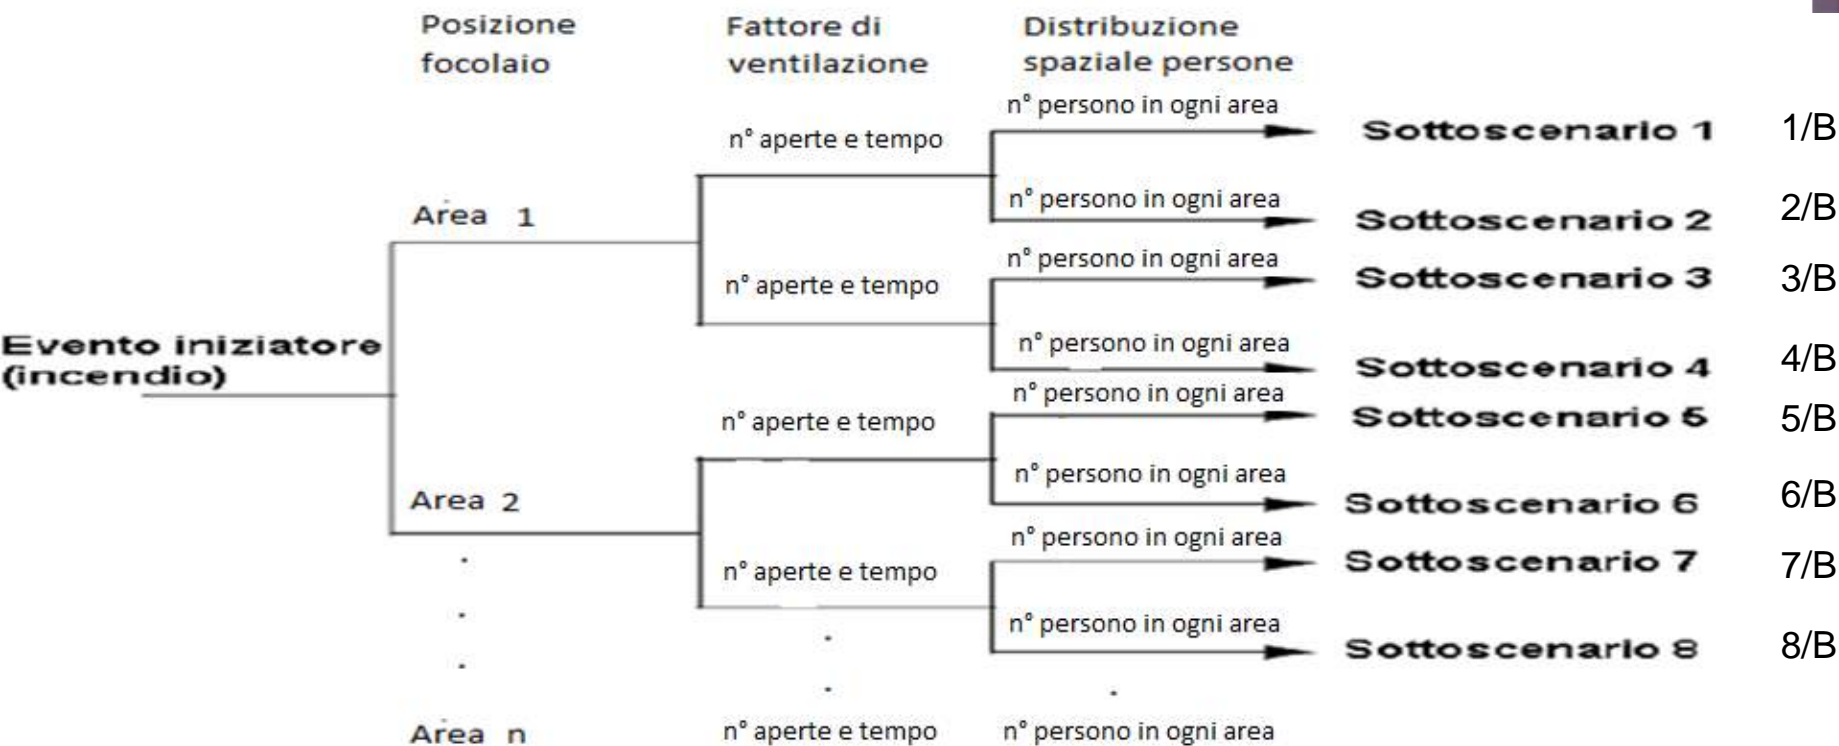 Posizione focolaio
Fattore di ventilazione
Distribuzione spaziale persone
n° persono in ogni area
n° aperte e tempo
Sottoscenario 1
1/B
n° persono in ogni area
Area 1
Sottoscenario 2
2/B
n° persono in ogni area
n° aperte e tempo
Sottoscenario 3
3/B
Evento iniziatore
(incendio)
n° persono in ogni area
Sottoscenario 4
4/B
n° persono in ogni area
n° aperte e tempo
Sottoscenario 5
5/B
n° persono in ogni area
Area 2
Sottoscenario 6
6/B
n° persono in ogni area
n° aperte e tempo
Sottoscenario 7
7/B
n° persono in ogni area
Sottoscenario 8
8/B
Area n
n° aperte e tempo
n° persono in ogni area